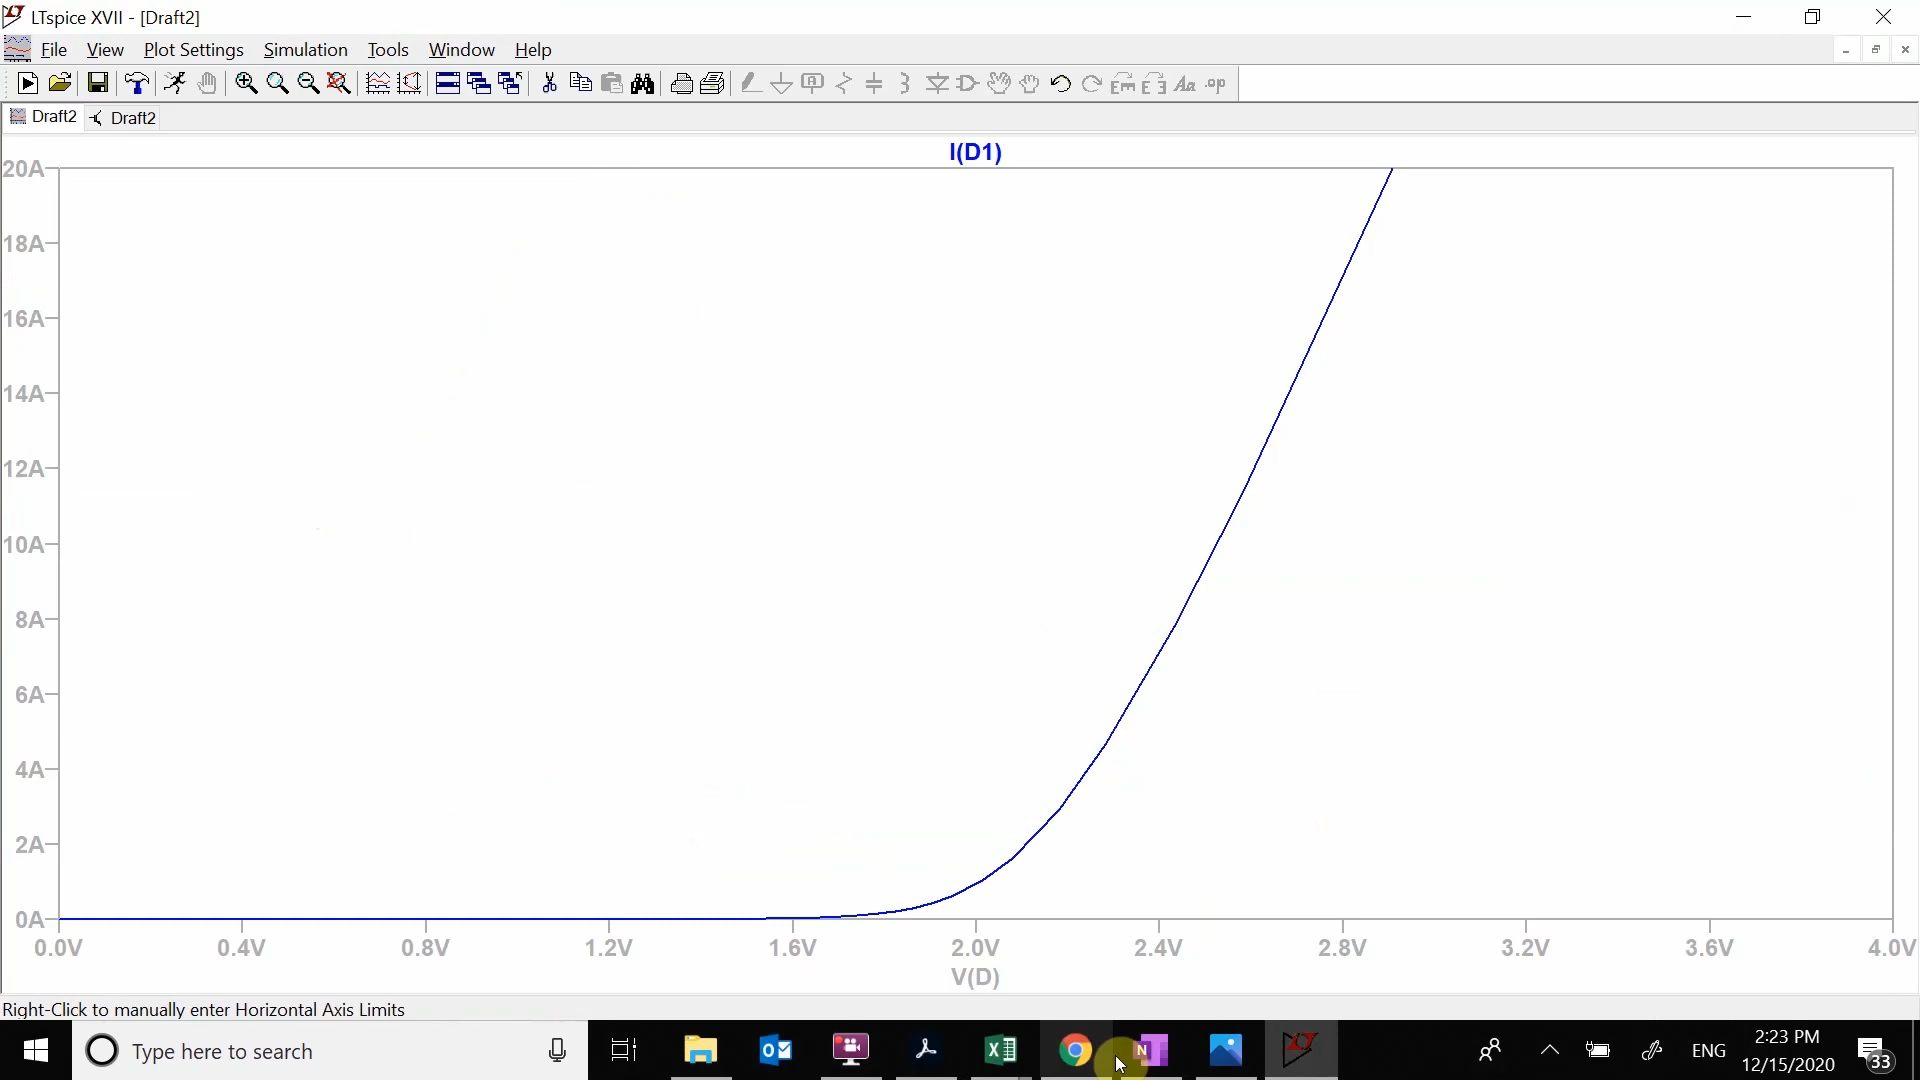 LTspice XVII - [Draft2]
File View Plot Settings Simulation Tools Window Help
Aa .op
Draft2 Draft2
I(D1)
20A
18A
16A
14A
12A
10A
8A
6A
4A
2A
0A
0.0V 0.4V 0.8V 1.2V 1.6V 2.0V 2.4V 2.8V 3.2V 3.6V 4.0V
V(D)
Right-Click to manually enter Horizontal Axis Limits
Type here to search
ENG
2:23 PM
12/15/2020
33